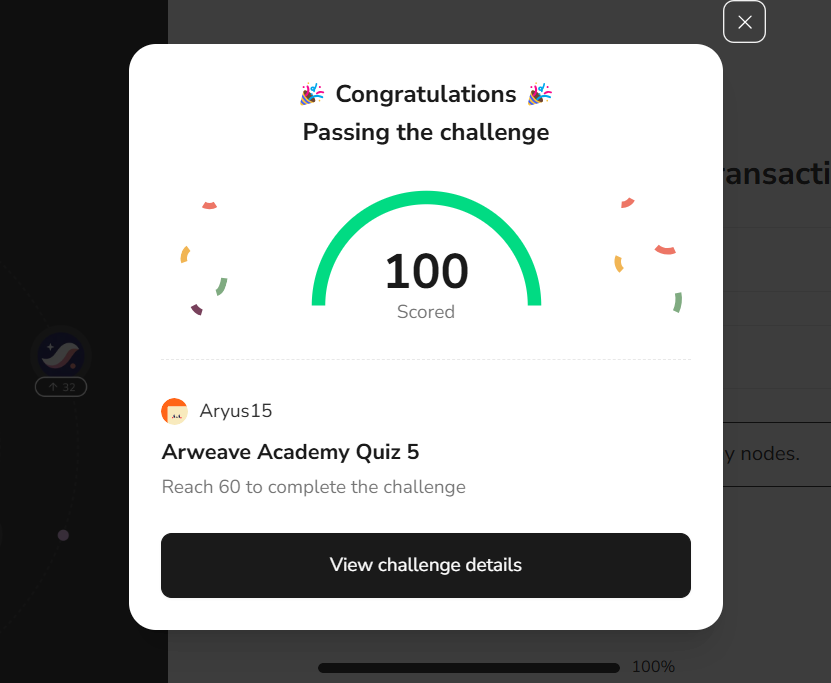 Congratulations
Passing the challenge
ransacti
100
Scored
32
Aryus15
Arweave Academy Quiz 5
y nodes.
Reach 60 to complete the challenge
View challenge details
100%